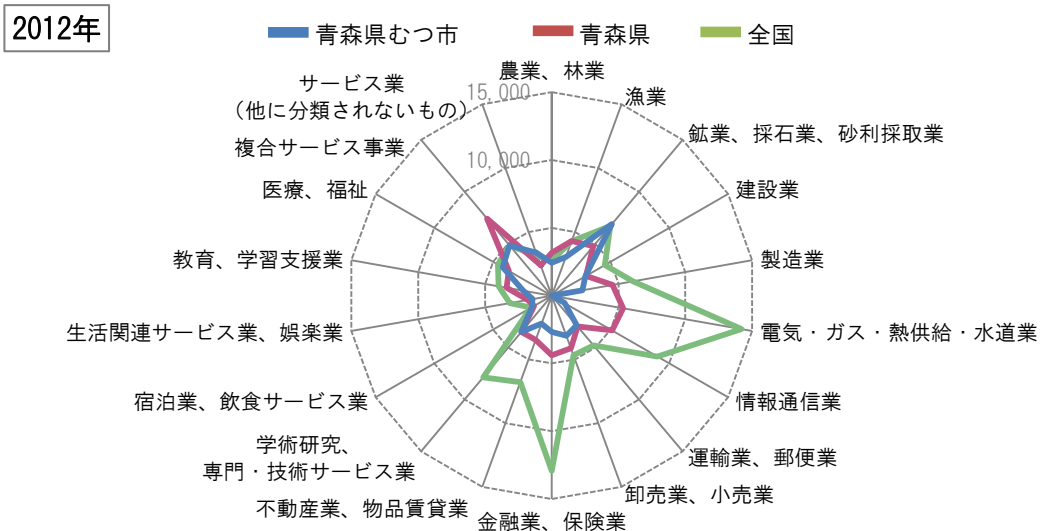 2012年
青森県むつ市
青森県
全国
農業、林業
漁業
鉱業、採石業、砂利採取業
建設業
製造業
電気・ガス・熱供給・水道業
情報通信業
運輸業、郵便業
卸売業、小売業
金融業、保険業
不動産業、物品賃貸業
学術研究、
専門・技術サービス業
宿泊業、飲食サービス業
生活関連サービス業、娯楽業
教育、学習支援業
医療、福祉
複合サービス事業
サービス業
（他に分類されないもの）
15,000
10,000